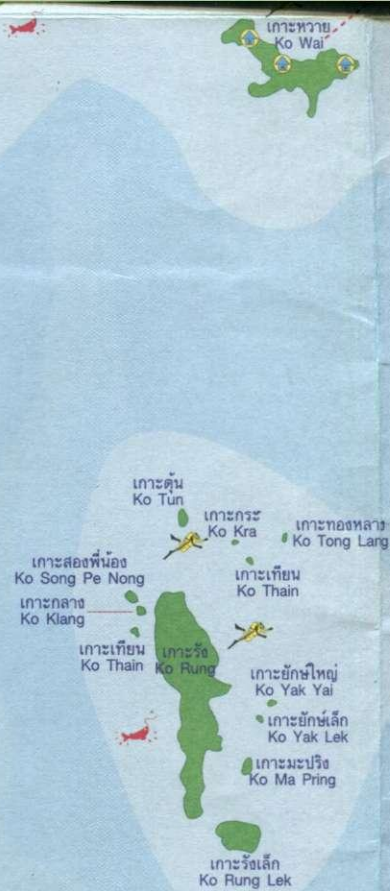 เกาะหวาย
Ko Wai
เกาะตุ้น
Ko Tun
เกาะกระ
Ko Kra
เกาะทองหลาง
Ko Tong Lang
เกาะเทียน
Ko Thain
เกาะสองพี่น้อง
Ko Song Pe Nong
เกาะกลาง
Ko Klang
เกาะเทียน
Ko Thain
เกาะรัง
Ko Rung
เกาะยักษ์ใหญ่
Ko Yak Yai
เกาะยักษ์เล็ก
Ko Yak Lek
เกาะมะปริง
Ko Ma Pring
เกาะรังเล็ก
Ko Rung Lek